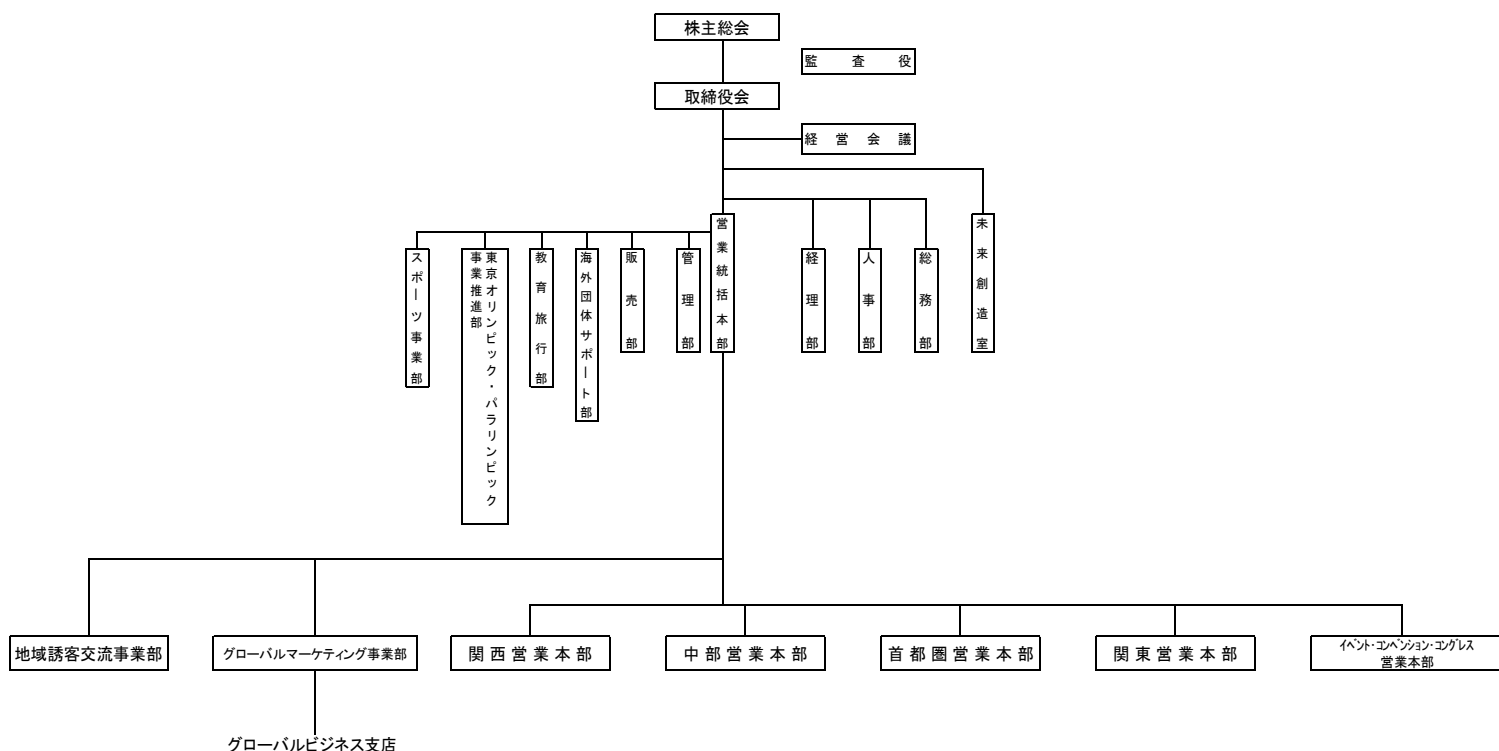 株主総会
監査役
取締役会
経営会議
営業統括本部
未来創造室
スポーツ事業部
東京オリンピック・パラリンピック
事業推進部
教育旅行部
海外団体サポート部
販売部
管理部
経理部
人事部
総務部
地域誘客交流事業部
グローバルマーケティング事業部
関西営業本部
中部営業本部
首都圏営業本部
関東営業本部
ｲﾍﾞﾝﾄ･ｺﾝﾍﾞﾝｼｮﾝ･ｺﾝｸﾞﾚｽ
営業本部
グローバルビジネス支店